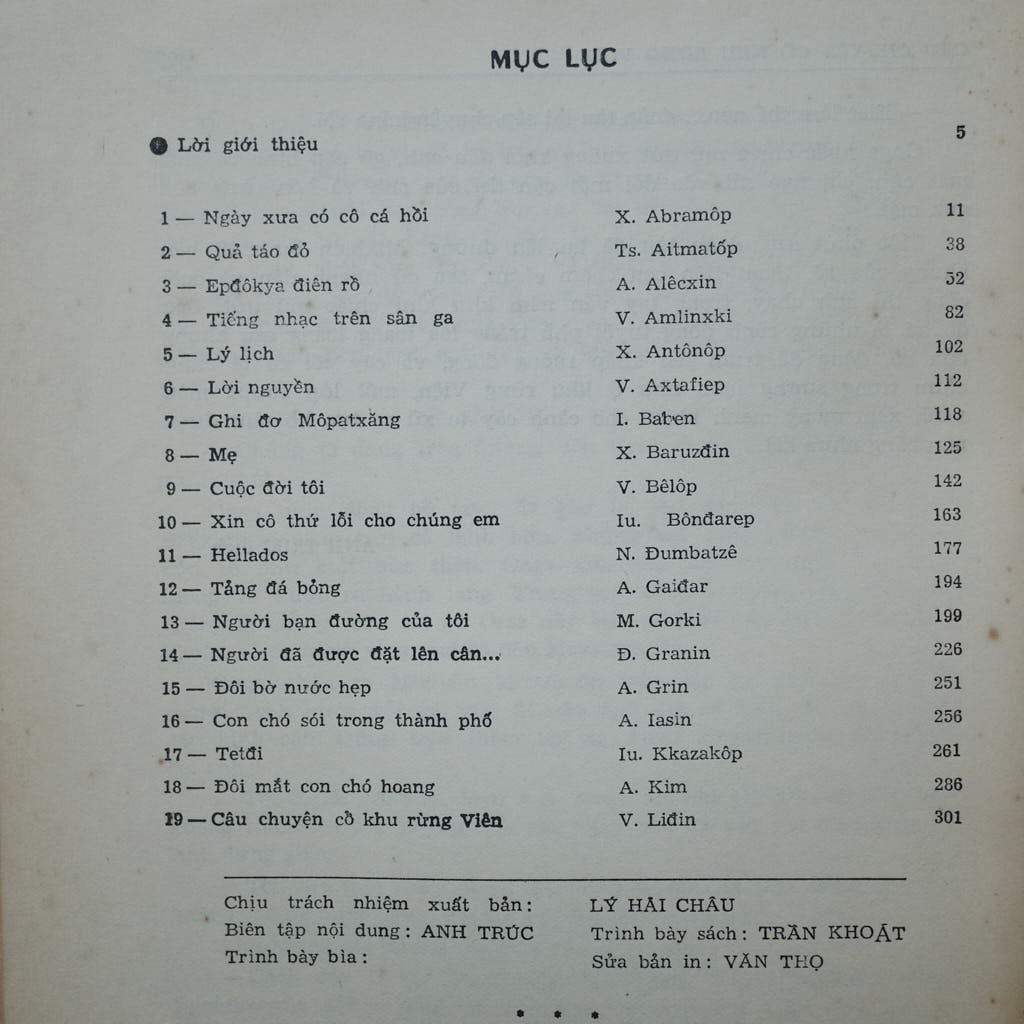 MỤC LỤC
Lời giới thiệu 5
1 — Ngày xưa có cô cá hồi X. Abramôp 11
2 — Quả táo đỏ Ts. Aitmatốp 38
3 — Epđôkya điên rồ A. Alêcxin 52
4 — Tiếng nhạc trên sân ga V. Amlinxki 82
5 — Lý lịch X. Antônôp 102
6 — Lời nguyền V. Axtafiep 112
7 — Ghi đơ Môpatxăng I. Baben 118
8 — Mẹ X. Baruzđin 125
9 — Cuộc đời tôi V. Bêlôp 142
10 — Xin cô thứ lỗi cho chúng em Iu. Bônđarep 163
11 — Hellados N. Đumbatzê 177
12 — Tảng đá bỏng A. Gaiđar 194
13 — Người bạn đường của tôi M. Gorki 199
14 — Người đã được đặt lên cân... Đ. Granin 226
15 — Đôi bờ nước hẹp A. Grin 251
16 — Con chó sói trong thành phố A. Iasin 256
17 — Tetđi Iu. Kkazakôp 261
18 — Đôi mắt con chó hoang A. Kim 286
19 — Câu chuyện cổ khu rừng Viên V. Liđin 301
Chịu trách nhiệm xuất bản: LÝ HẢI CHÂU
Biên tập nội dung: ANH TRÚC Trình bày sách: TRẦN KHOÁT
Trình bày bìa: Sửa bản in: VĂN THỌ
* * *